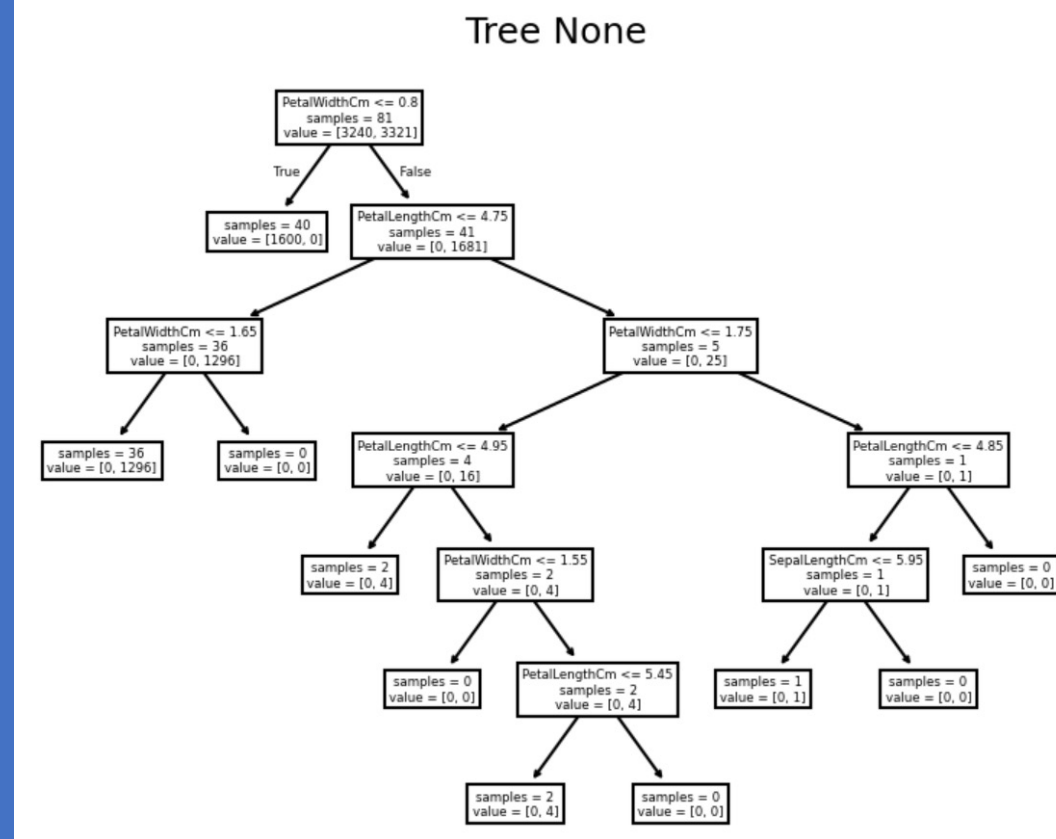 Tree None
PetalWidthCm <= 0.8
samples = 81
value = [3240, 3321]
True
False
samples = 40
value = [1600, 0]
PetalLengthCm <= 4.75
samples = 41
value = [0, 1681]
PetalWidthCm <= 1.65
samples = 36
value = [0, 1296]
PetalWidthCm <= 1.75
samples = 5
value = [0, 25]
samples = 36
value = [0, 1296]
samples = 0
value = [0, 0]
PetalLengthCm <= 4.95
samples = 4
value = [0, 16]
PetalLengthCm <= 4.85
samples = 1
value = [0, 1]
samples = 2
value = [0, 4]
PetalWidthCm <= 1.55
samples = 2
value = [0, 4]
SepalLengthCm <= 5.95
samples = 1
value = [0, 1]
samples = 0
value = [0, 0]
samples = 0
value = [0, 0]
PetalLengthCm <= 5.45
samples = 2
value = [0, 4]
samples = 1
value = [0, 1]
samples = 0
value = [0, 0]
samples = 2
value = [0, 4]
samples = 0
value = [0, 0]